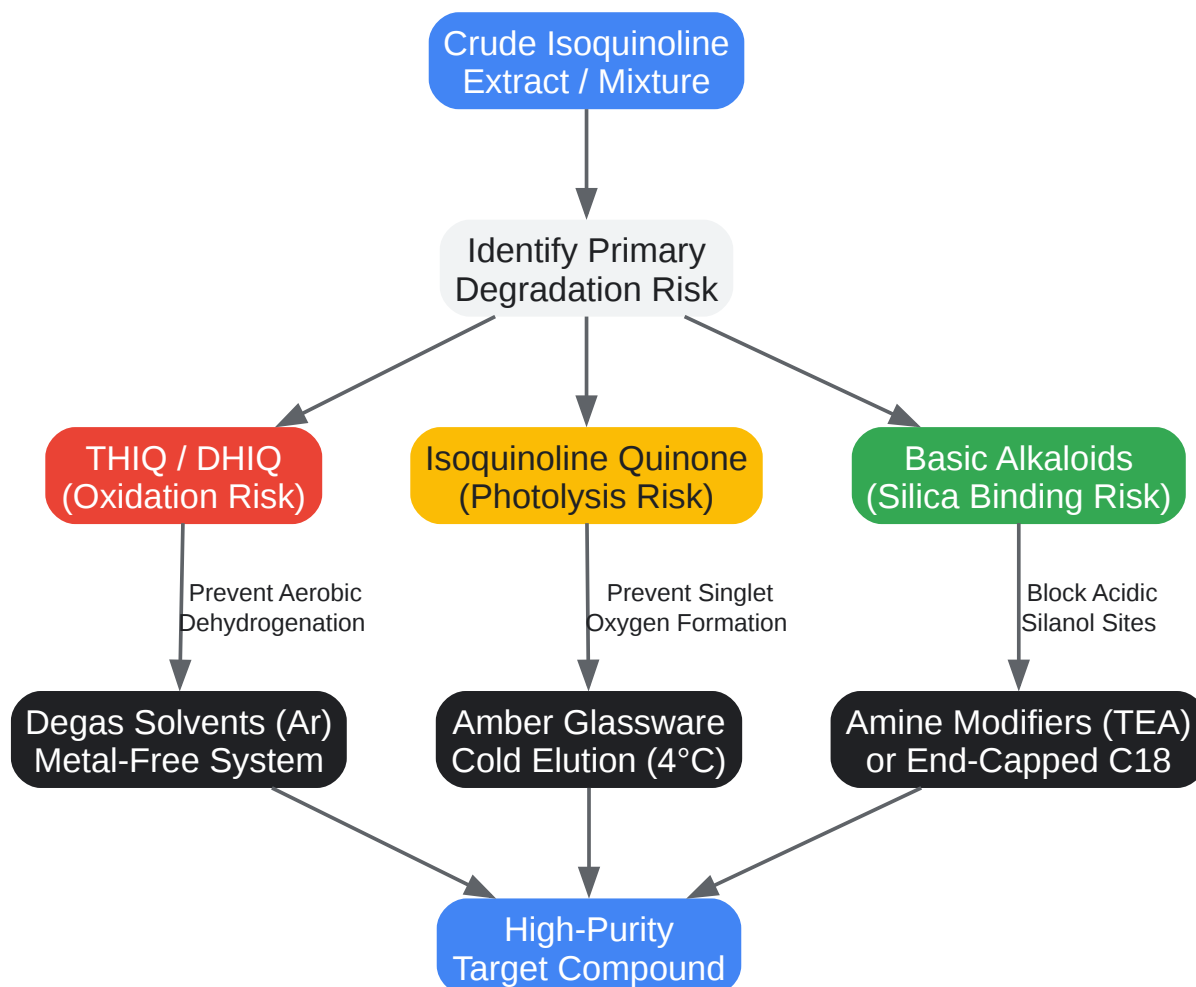 Crude Isoquinoline
Extract / Mixture
Identify Primary
Degradation Risk
THIQ / DHIQ
(Oxidation Risk)
Isoquinoline Quinone
(Photolysis Risk)
Basic Alkaloids
(Silica Binding Risk)
Prevent Aerobic
Dehydrogenation
Prevent Singlet
Oxygen Formation
Block Acidic
Silanol Sites
Degas Solvents (Ar)
Metal-Free System
Amber Glassware
Cold Elution (4°C)
Amine Modifiers (TEA)
or End-Capped C18
High-Purity
Target Compound